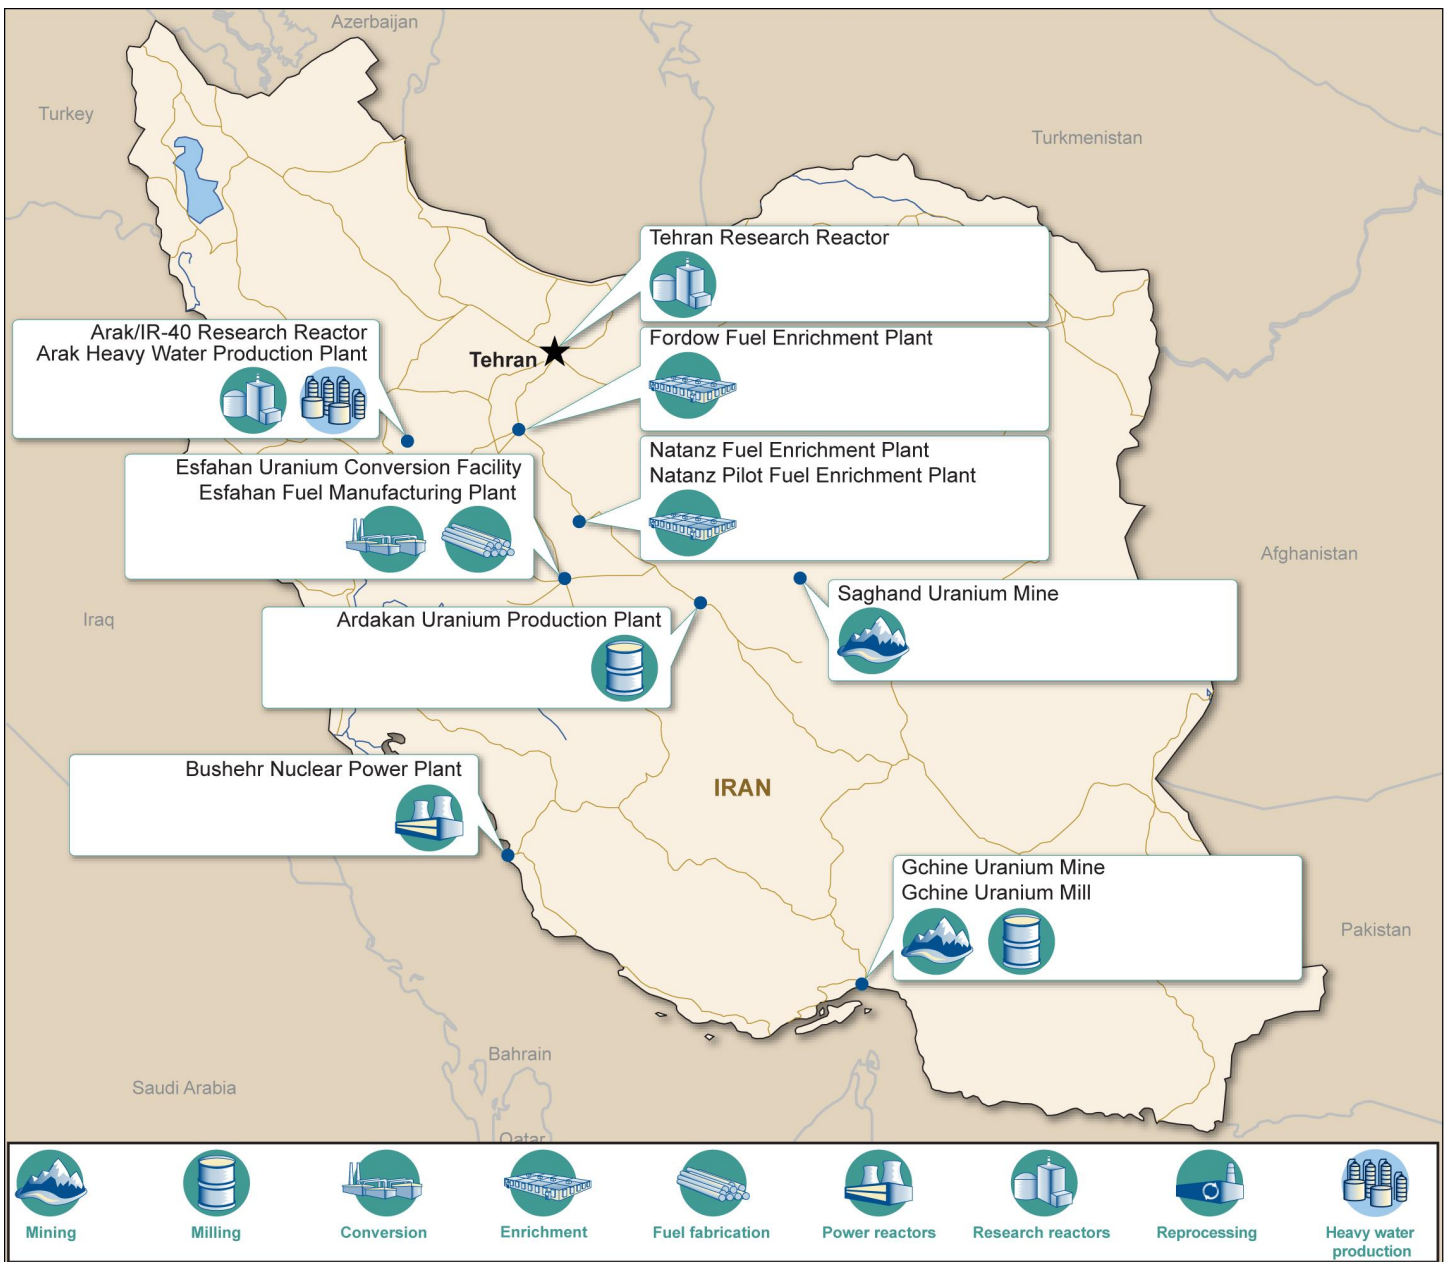 Azerbaijan
Turkey
Turkmenistan
Tehran Research Reactor
Arak/IR-40 Research Reactor
Arak Heavy Water Production Plant
Tehran
Fordow Fuel Enrichment Plant
Natanz Fuel Enrichment Plant
Natanz Pilot Fuel Enrichment Plant
Esfahan Uranium Conversion Facility
Esfahan Fuel Manufacturing Plant
Afghanistan
Saghand Uranium Mine
Iraq
Ardakan Uranium Production Plant
Bushehr Nuclear Power Plant
IRAN
Gchine Uranium Mine
Gchine Uranium Mill
Pakistan
Bahrain
Saudi Arabia
Qatar
Mining
Milling
Conversion
Enrichment
Fuel fabrication
Power reactors
Research reactors
Reprocessing
Heavy water
production